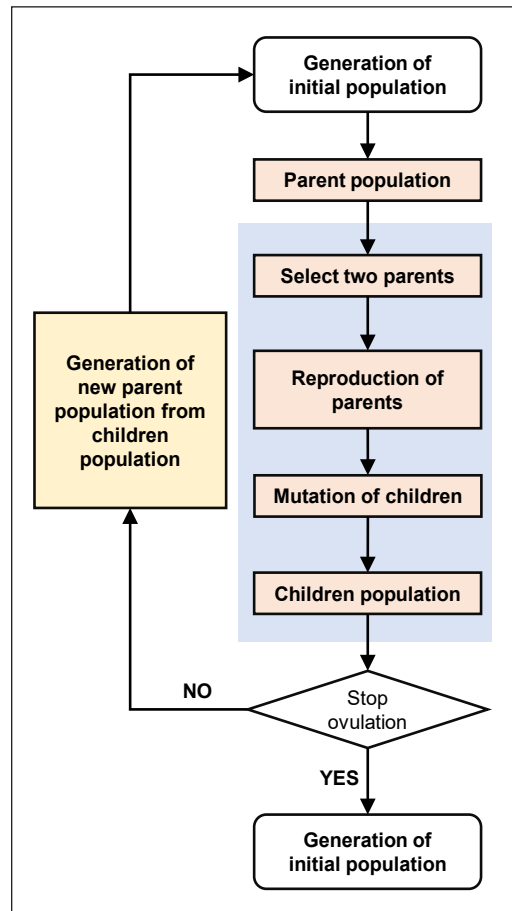 Generation of
initial population
Parent population
Select two parents
Reproduction of
parents
Mutation of children
Children population
Generation of
new parent
population from
children
population
Stop
ovulation
NO
YES
Generation of
initial population